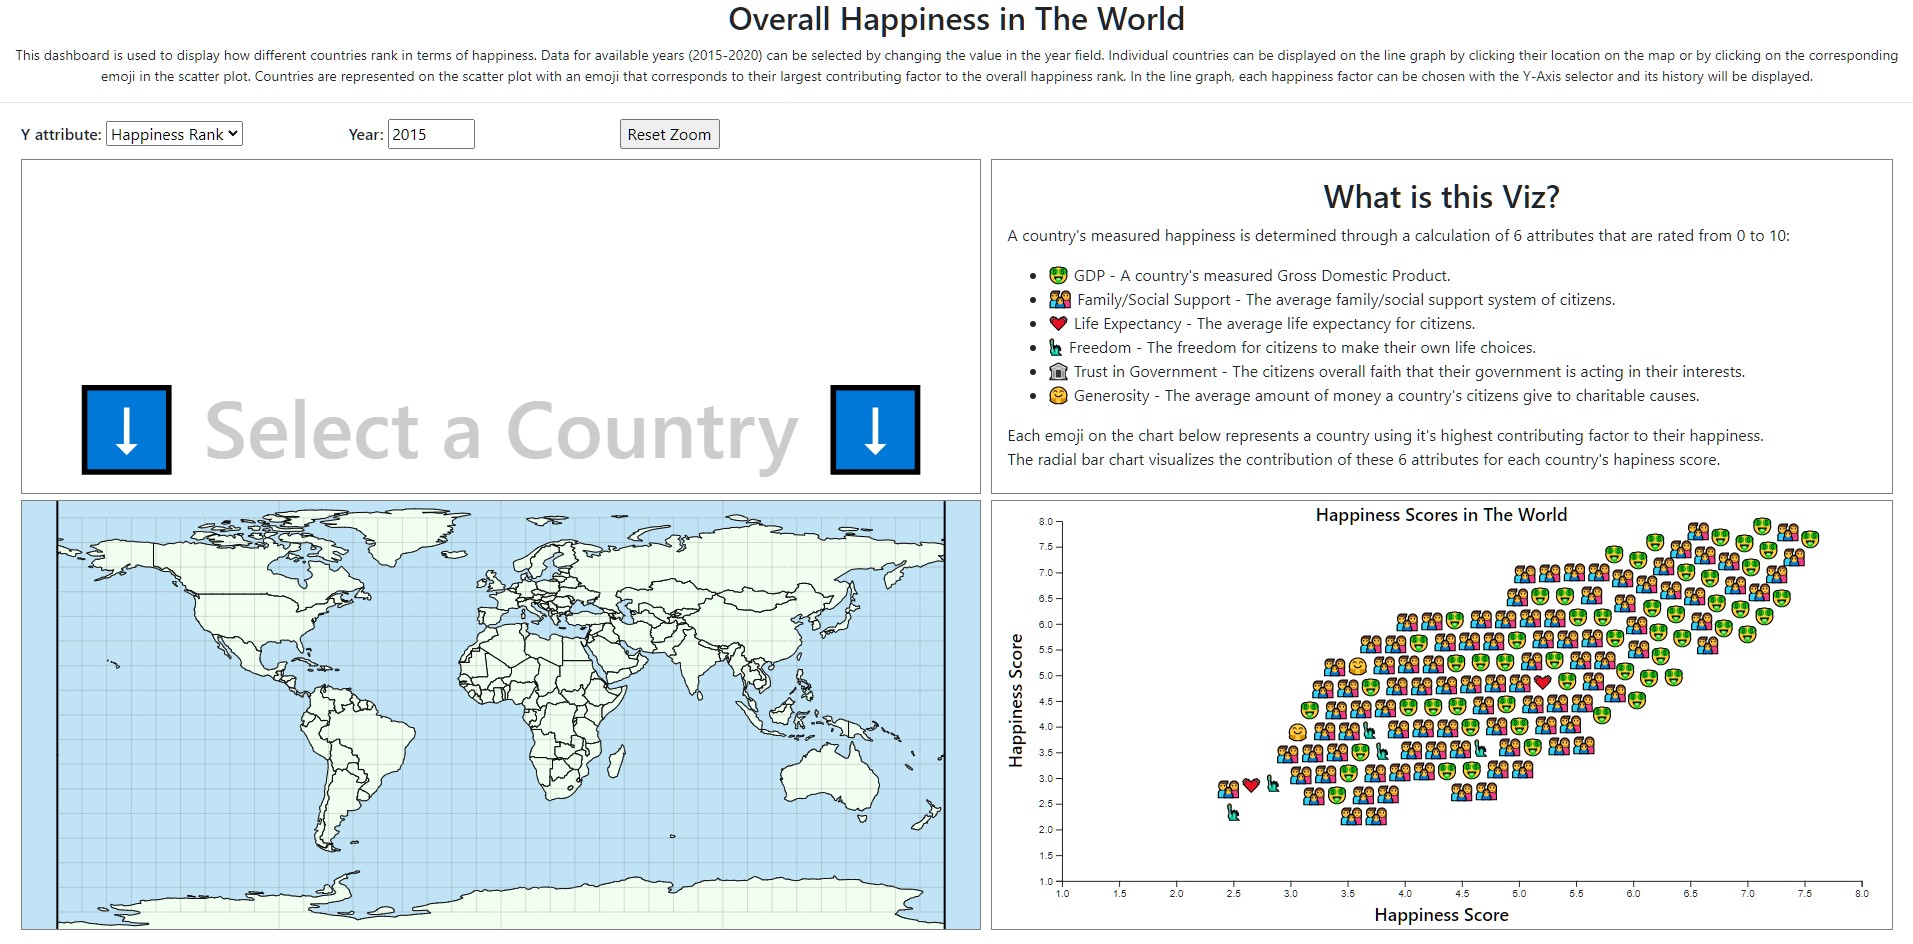 Overall Happiness in The World
This dashboard is used to display how different countries rank in terms of happiness. Data for available years (2015-2020) can be selected by changing the value in the year field. Individual countries can be displayed on the line graph by clicking their location on the map or by clicking on the corresponding
emoji in the scatter plot. Countries are represented on the scatter plot with an emoji that corresponds to their largest contributing factor to the overall happiness rank. In the line graph, each happiness factor can be chosen with the Y-Axis selector and its history will be displayed.
Y attribute: Happiness Rank Year: 2015 Reset Zoom
Select a Country
What is this Viz?
A country's measured happiness is determined through a calculation of 6 attributes that are rated from 0 to 10:
GDP - A country's measured Gross Domestic Product.
Family/Social Support - The average family/social support system of citizens.
Life Expectancy - The average life expectancy for citizens.
Freedom - The freedom for citizens to make their own life choices.
Trust in Government - The citizens overall faith that their government is acting in their interests.
Generosity - The average amount of money a country's citizens give to charitable causes.
Each emoji on the chart below represents a country using it's highest contributing factor to their happiness.
The radial bar chart visualizes the contribution of these 6 attributes for each country's hapiness score.
Happiness Scores in The World
8.0
7.5
7.0
6.5
6.0
5.5
5.0
4.5
4.0
3.5
3.0
2.5
2.0
1.5
1.0
Happiness Score
1.0 1.5 2.0 2.5 3.0 3.5 4.0 4.5 5.0 5.5 6.0 6.5 7.0 7.5 8.0
Happiness Score